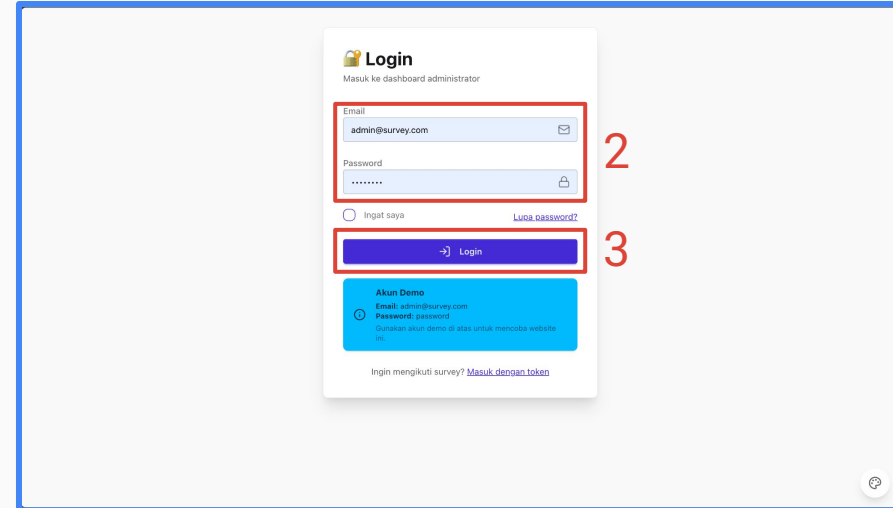 🔐 Login
Masuk ke dashboard administrator
Email
admin@survey.com
2
Password
........
Ingat saya
Lupa password?
Login
3
Akun Demo
Email: admin@survey.com
Password: password
Gunakan akun demo di atas untuk mencoba website
ini.
Ingin mengikuti survey? Masuk dengan token